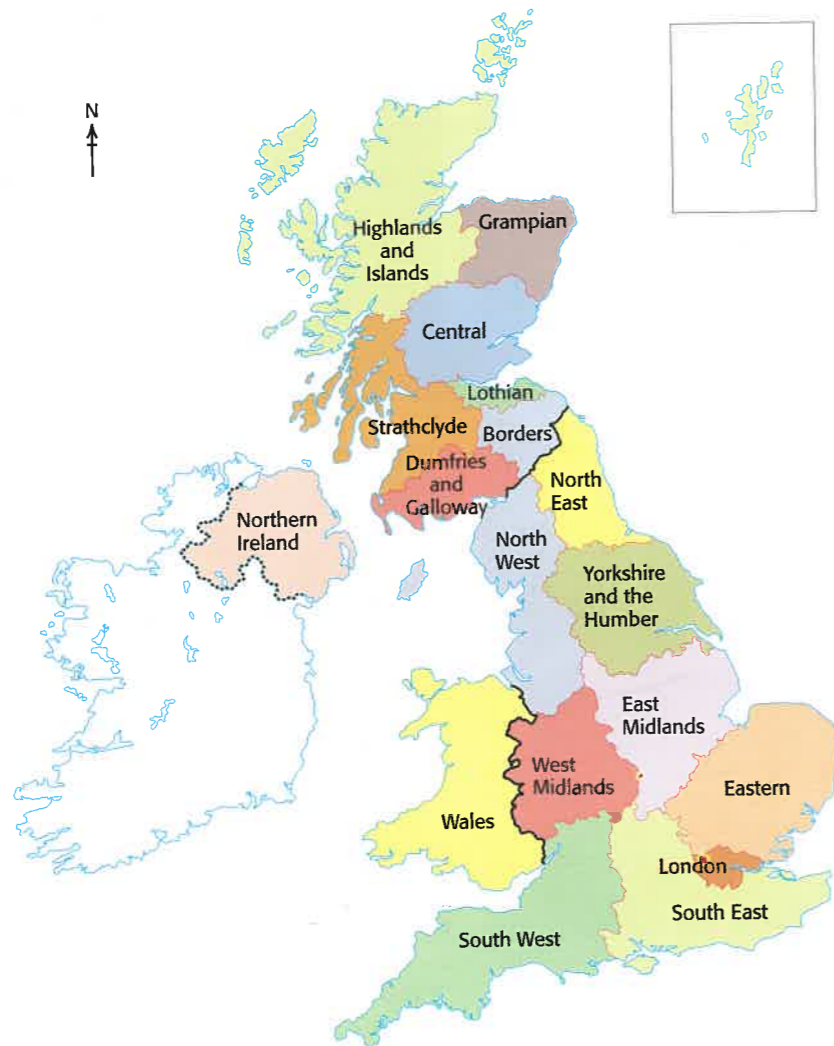 N
Highlands
and
Islands
Grampian
Central
Lothian
Strathclyde
Borders
Dumfries
and
Galloway
North
East
Northern
Ireland
North
West
Yorkshire
and the
Humber
East
Midlands
West
Midlands
Eastern
Wales
London
South East
South West